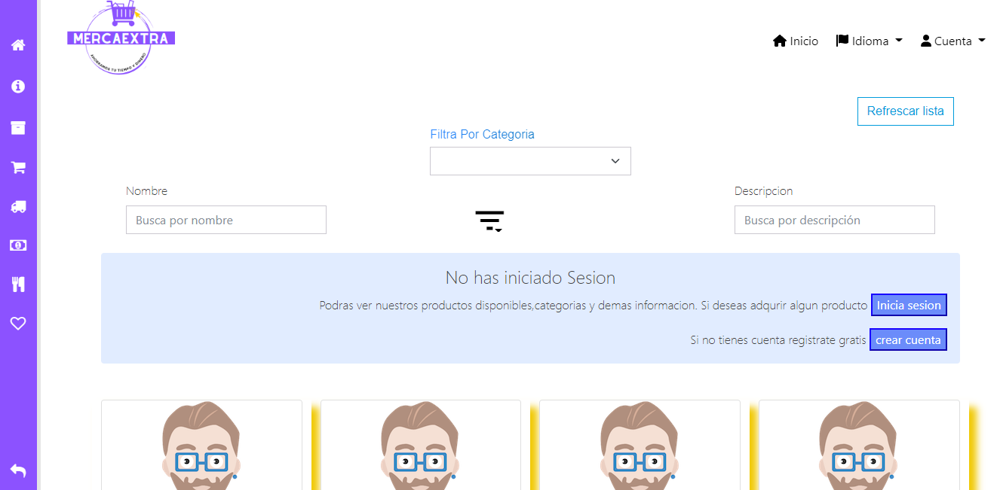 MERCAEXTRA
AHORRAMOS TU TIEMPO Y DINERO
Inicio
Idioma
Cuenta
Refrescar lista
Filtra Por Categoria
Nombre
Descripcion
Busca por nombre
Busca por descripción
No has iniciado Sesion
Podras ver nuestros productos disponibles,categorias y demas informacion. Si deseas adqurir algun producto Inicia sesion
Si no tienes cuenta registrate gratis crear cuenta